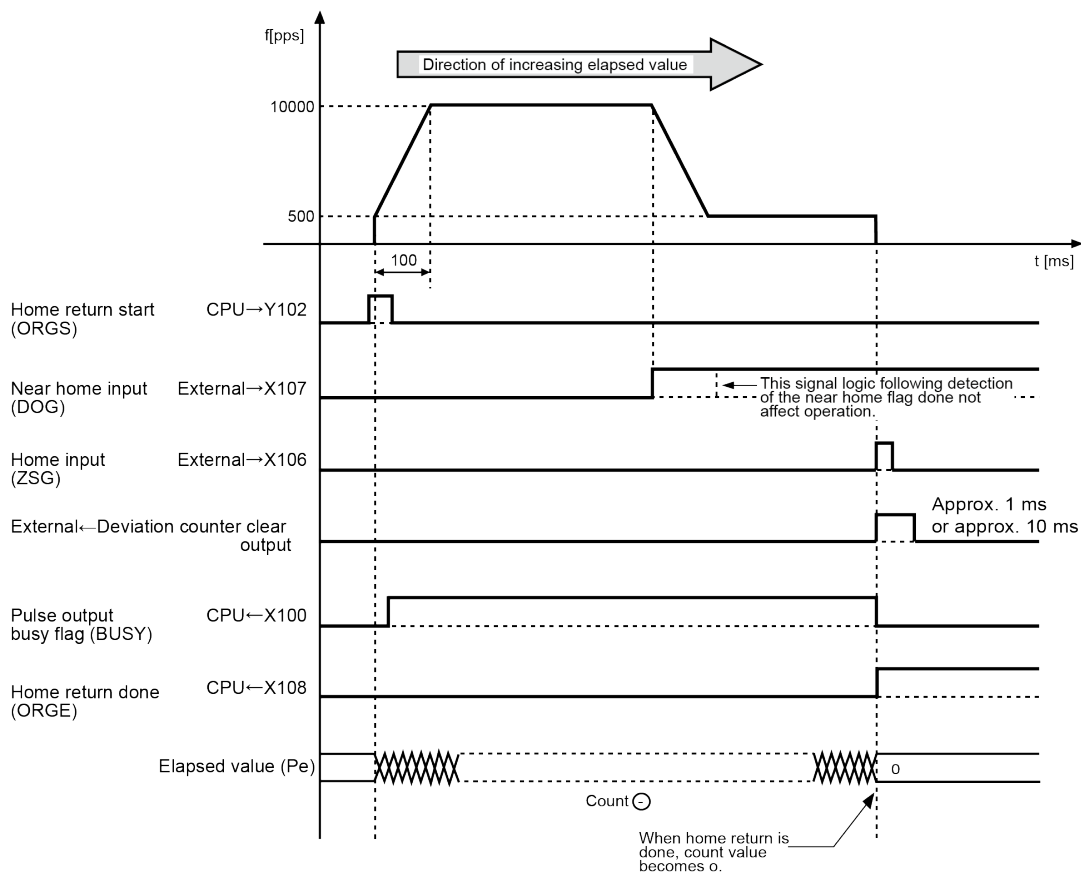 f[pps]
Direction of increasing elapsed value
10000
500
100
t [ms]
Home return start
(ORGS)
CPU→Y102
Near home input
(DOG)
External→X107
This signal logic following detection
of the near home flag done not
affect operation.
Home input
(ZSG)
External→X106
External←Deviation counter clear
output
Approx. 1 ms
or approx. 10 ms
Pulse output
busy flag (BUSY)
CPU←X100
Home return done
(ORGE)
CPU←X108
Elapsed value (Pe)
0
Count ⊖
When home return is
done, count value
becomes o.